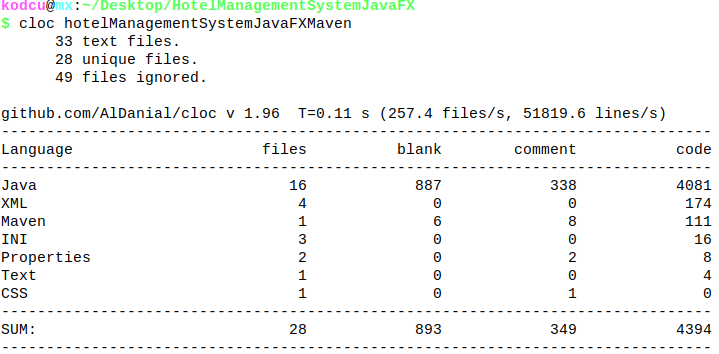 kodcu@mx:~/Desktop/HotelManagementSystemJavaFX
$ cloc hotelManagementSystemJavaFXMaven
      33 text files.
      28 unique files.
      49 files ignored.

github.com/AlDanial/cloc v 1.96  T=0.11 s (257.4 files/s, 51819.6 lines/s)
-------------------------------------------------------------------------------
Language                     files          blank        comment           code
-------------------------------------------------------------------------------
Java                            16            887            338           4081
XML                              4              0              0            174
Maven                            1              6              8            111
INI                              3              0              0             16
Properties                       2              0              2              8
Text                             1              0              0              4
CSS                              1              0              1              0
-------------------------------------------------------------------------------
SUM:                            28            893            349           4394
-------------------------------------------------------------------------------